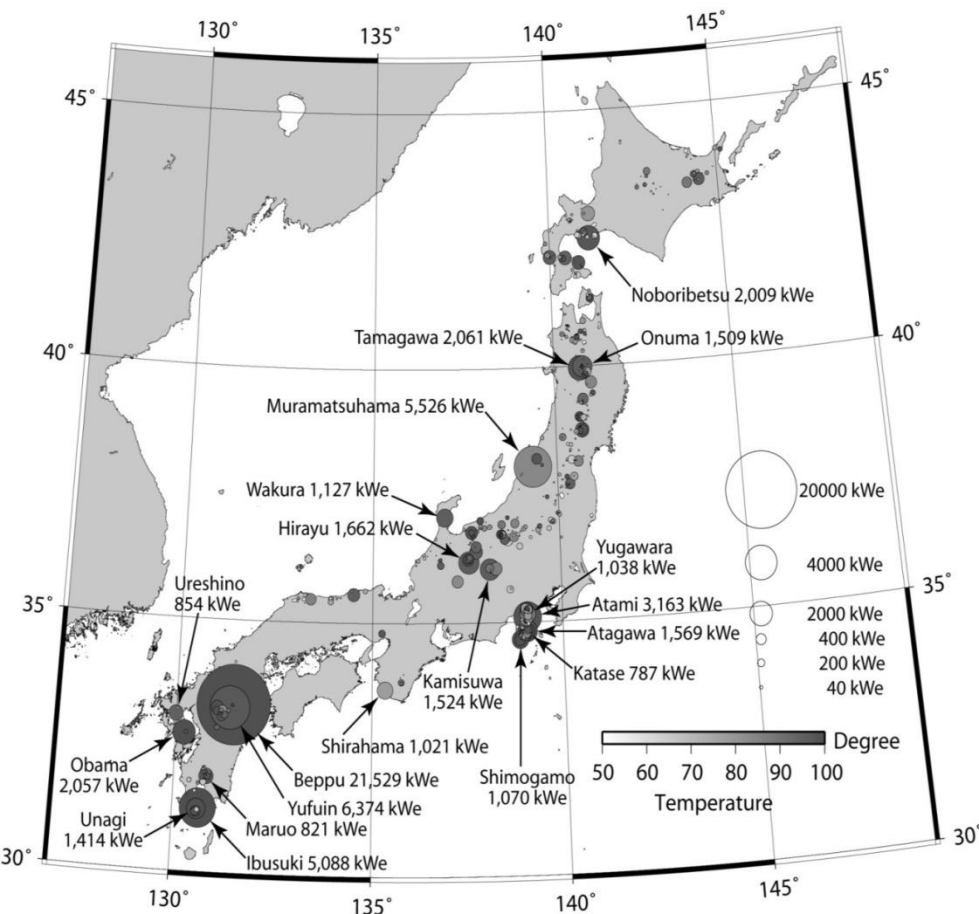 130°
135°
140°
145°
45°
45°
Noboribetsu 2,009 kWe
Tamagawa 2,061 kWe
Onuma 1,509 kWe
40°
40°
Muramatsuhama 5,526 kWe
20000 kWe
Wakura 1,127 kWe
Hirayu 1,662 kWe
Yugawara
1,038 kWe
4000 kWe
Ureshino
854 kWe
35°
35°
Atami 3,163 kWe
2000 kWe
Atagawa 1,569 kWe
400 kWe
Katase 787 kWe
200 kWe
40 kWe
Kamisuwa
1,524 kWe
Shirahama 1,021 kWe
Degree
50 60 70 80 90 100
Temperature
Obama
2,057 kWe
Beppu 21,529 kWe
Shimogamo
1,070 kWe
Yufuin 6,374 kWe
Unagi
1,414 kWe
Maruo 821 kWe
Ibusuki 5,088 kWe
30°
30°
130°
135°
140°
145°